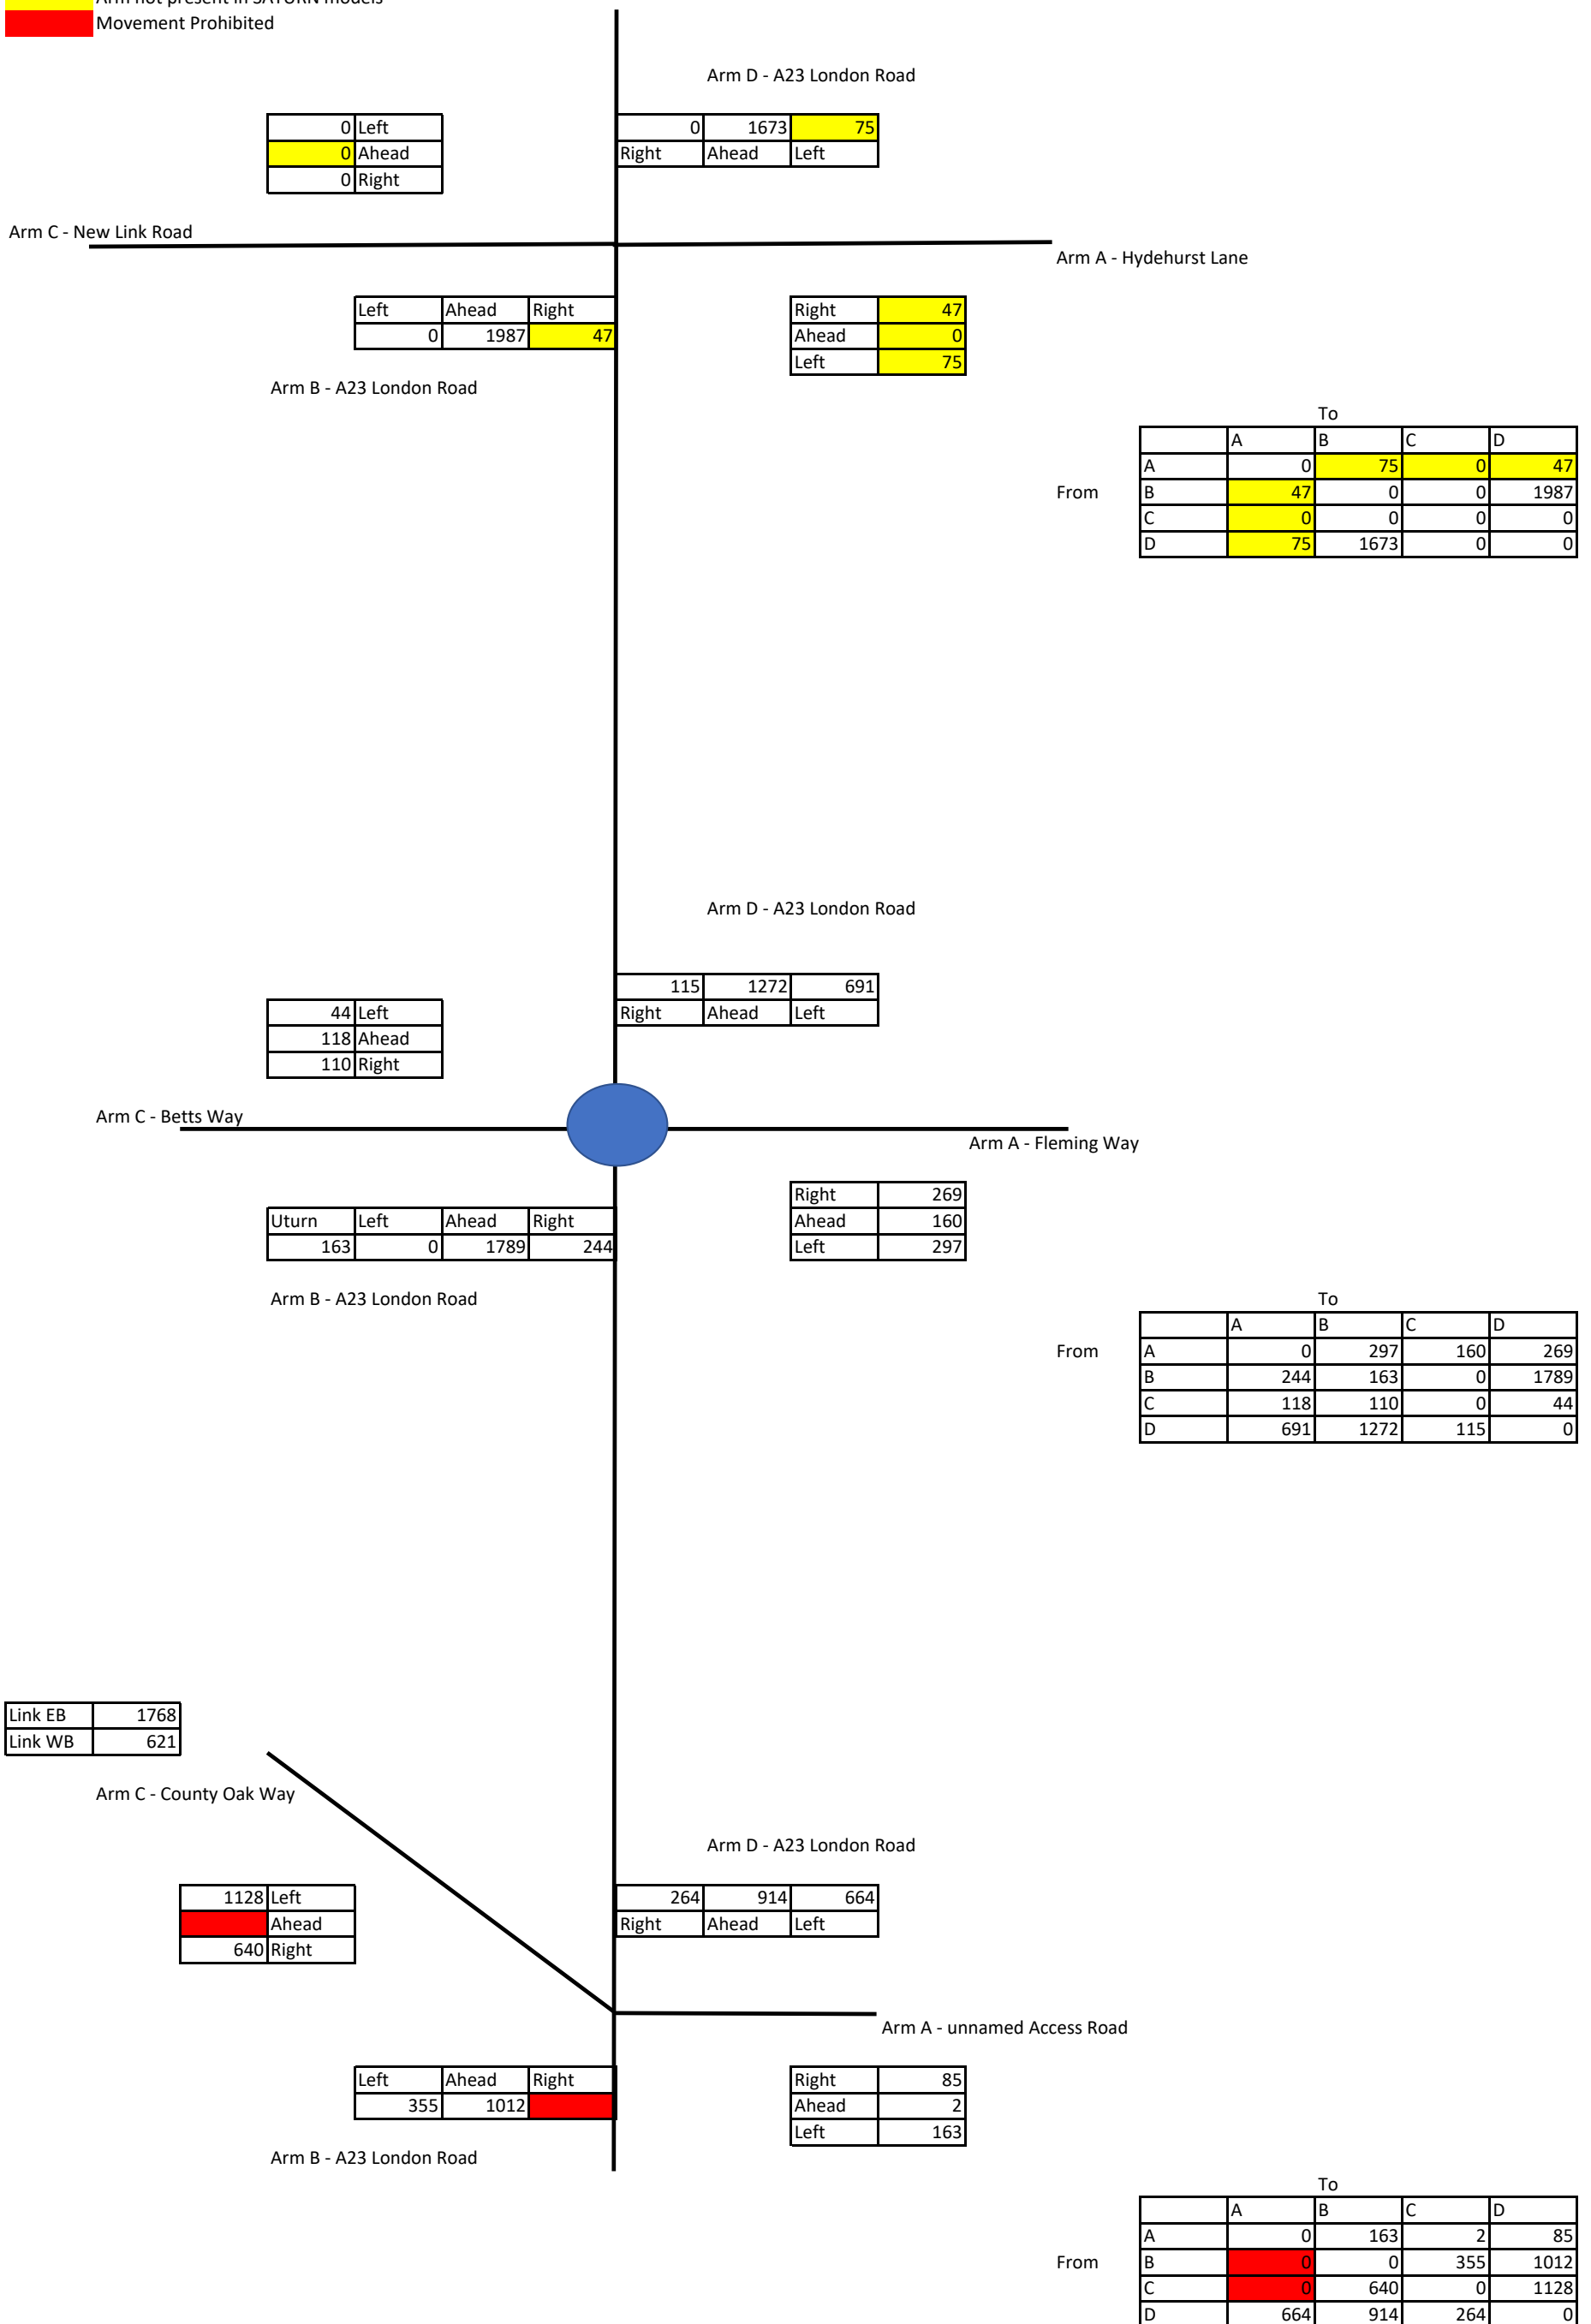 Arm not present in SATURN models
Movement Prohibited
Arm D - A23 London Road
0 Left
0 Ahead
0 Right
0 1673 75
Right Ahead Left
Arm C - New Link Road
Arm A - Hydehurst Lane
Left Ahead Right
0 1987 47
Right 47
Ahead 0
Left 75
Arm B - A23 London Road
To
A B C D
A 0 75 0 47
From B 47 0 0 1987
C 0 0 0 0
D 75 1673 0 0
Arm D - A23 London Road
115 1272 691
Right Ahead Left
44 Left
118 Ahead
110 Right
Arm C - Betts Way
Arm A - Fleming Way
Right 269
Ahead 160
Left 297
Uturn Left Ahead Right
163 0 1789 244
Arm B - A23 London Road
To
A B C D
From A 0 297 160 269
B 244 163 0 1789
C 118 110 0 44
D 691 1272 115 0
Link EB 1768
Link WB 621
Arm C - County Oak Way
Arm D - A23 London Road
1128 Left
Ahead
640 Right
264 914 664
Right Ahead Left
Arm A - unnamed Access Road
Left Ahead Right
355 1012
Right 85
Ahead 2
Left 163
Arm B - A23 London Road
To
A B C D
A 0 163 2 85
From B 0 0 355 1012
C 0 640 0 1128
D 664 914 264 0